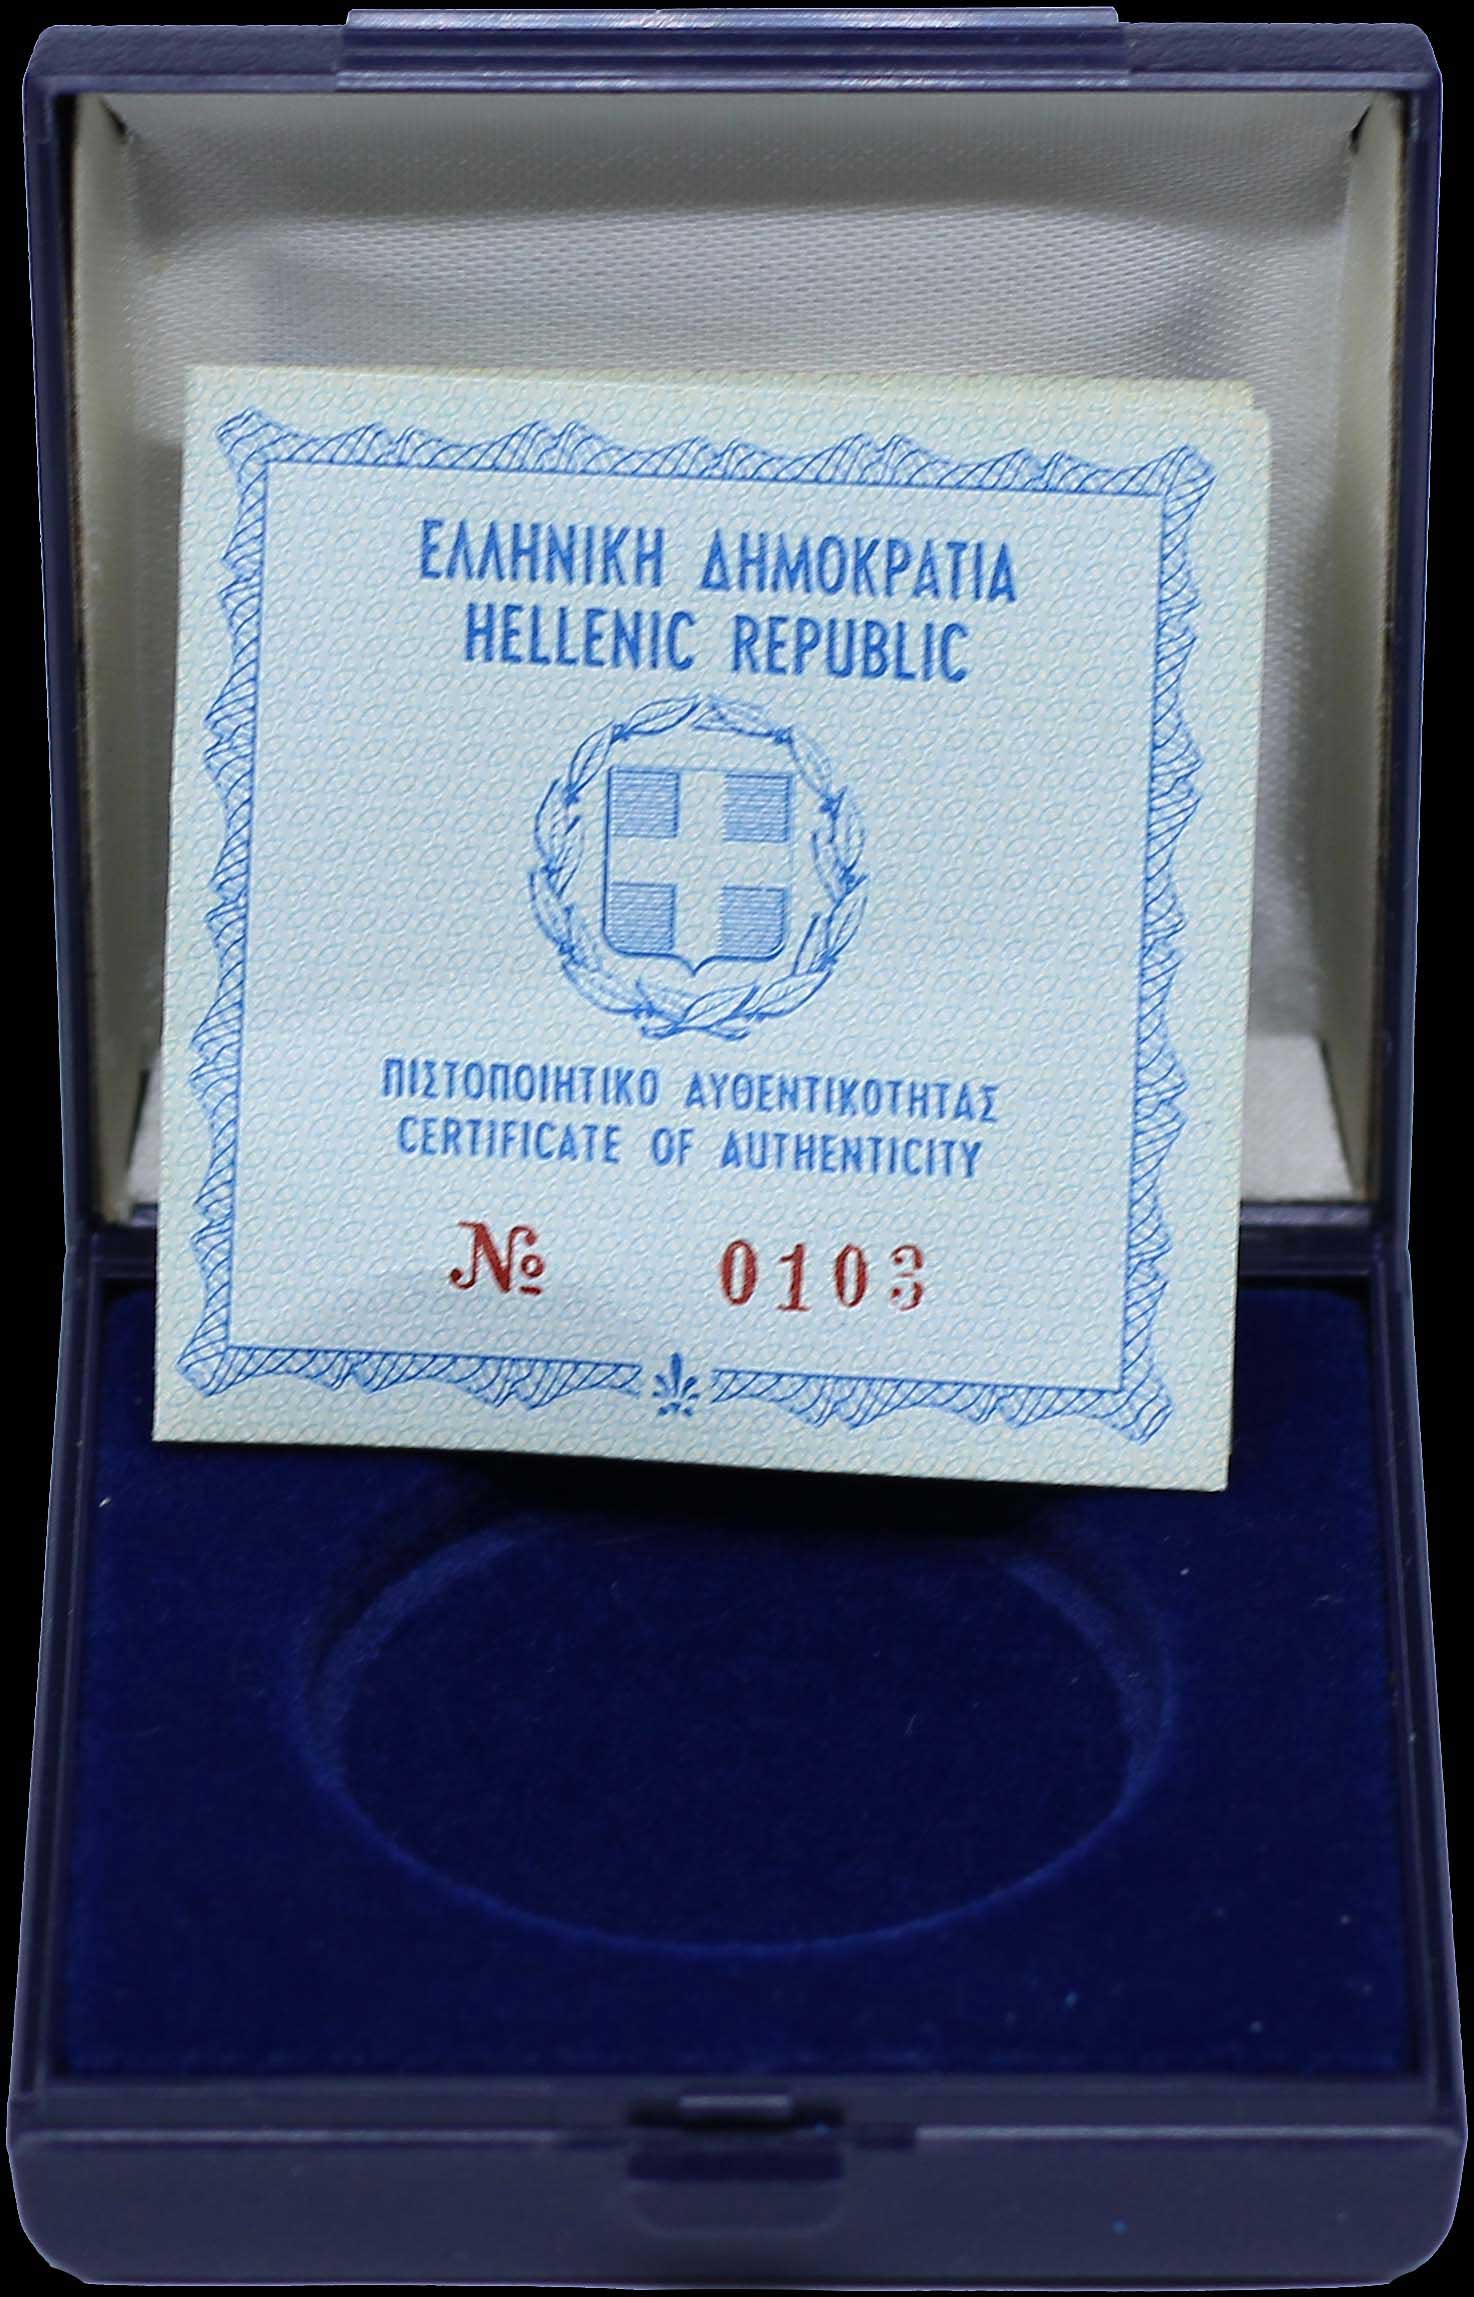 ΕΛΛΗΝΙΚΗ ΔΗΜΟΚΡΑΤΙΑ
HELLENIC REPUBLIC
ΠΙΣΤΟΠΟΙΗΤΙΚΟ ΑΥΘΕΝΤΙΚΟΤΗΤΑΣ
CERTIFICATE OF AUTHENTICITY
№ 0103